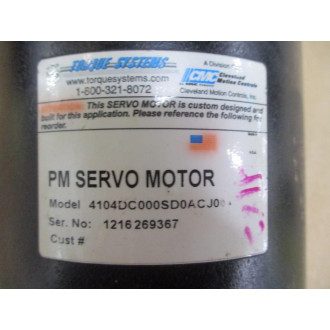 TORQUE SYSTEMS
www.torquesystems.com
1-800-321-8072
A Division
CMC Cleveland
Motion Controls
Cleveland Motion Controls, Inc.
This SERVO MOTOR is custom designed and
built for this application. Please reference the following for
reorder.
PM SERVO MOTOR
Model 4104DC000SD0ACJ0
Ser. No: 1216269367
Cust #